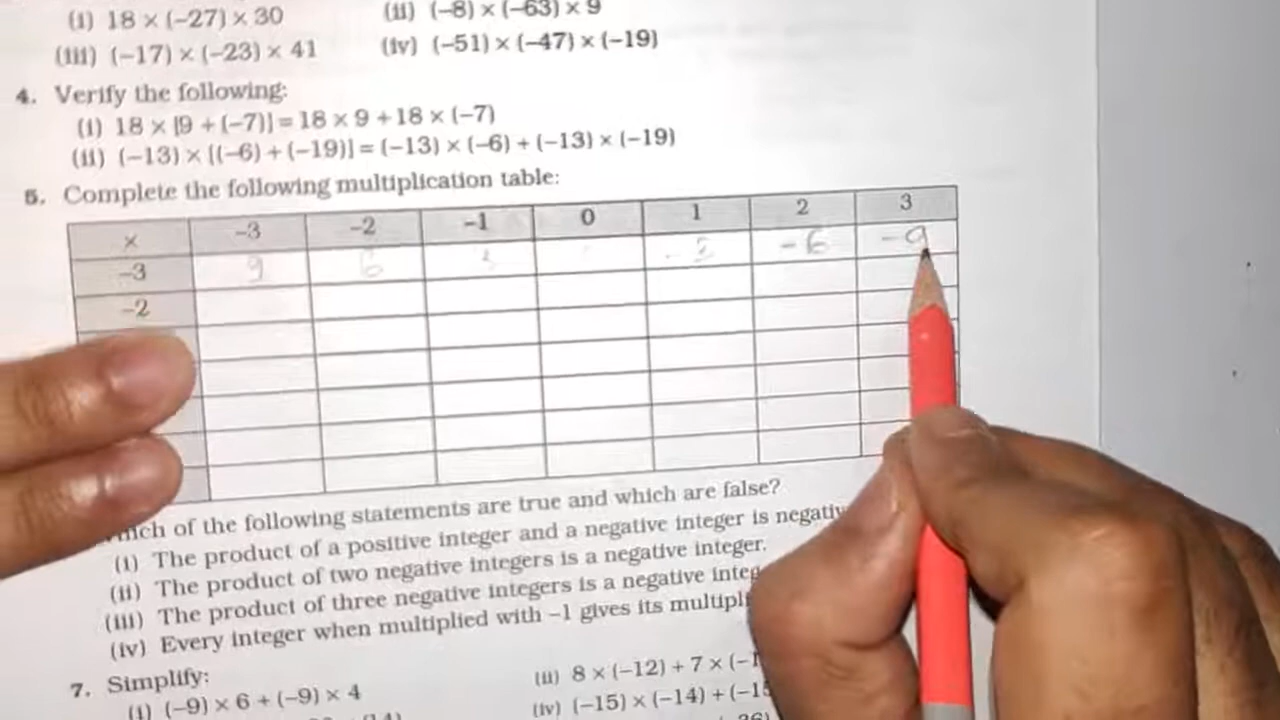 (i) 18 × (−27) × 30 (ii) (−8) × (−63) × 9
(iii) (−17) × (−23) × 41 (iv) (−51) × (−47) × (−19)
4. Verify the following:
(i) 18 × [9 + (−7)] = 18 × 9 + 18 × (−7)
(ii) (−13) × [(−6) + (−19)] = (−13) × (−6) + (−13) × (−19)
5. Complete the following multiplication table:
× −3 −2 −1 0 1 2 3
−3 9 6 3 -3 -6 -9
−2
of the following statements are true and which are false?
(i) The product of a positive integer and a negative integer is
(ii) The product of two negative integers is a negative integer.
(iii) The product of three negative integers is a negative
(iv) Every integer when multiplied with −1 gives its
7. Simplify:
(i) (−9) × 6 + (−9) × 4 (ii) 8 × (−12) + 7 ×
(iv) (−15) × (−14) +